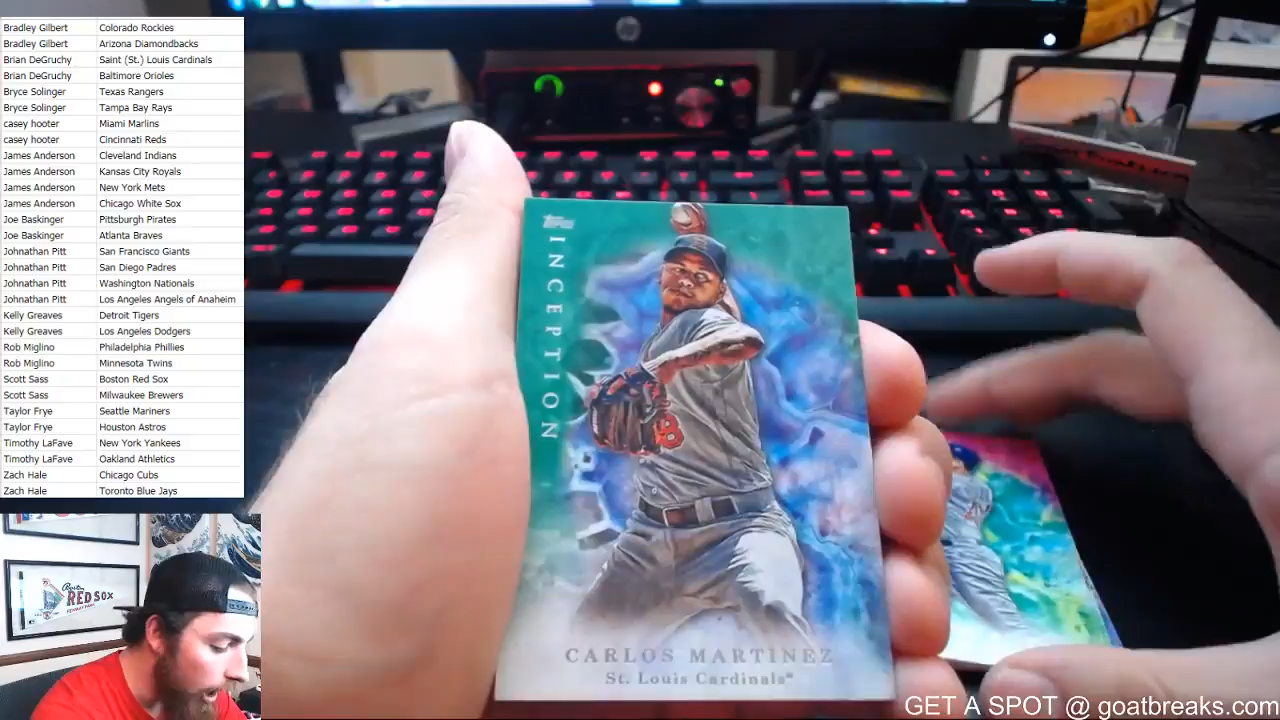 Bradley Gilbert Colorado Rockies
Bradley Gilbert Arizona Diamondbacks
Brian DeGruchy Saint (St.) Louis Cardinals
Brian DeGruchy Baltimore Orioles
Bryce Solinger Texas Rangers
Bryce Solinger Tampa Bay Rays
casey hooter Miami Marlins
casey hooter Cincinnati Reds
James Anderson Cleveland Indians
James Anderson Kansas City Royals
James Anderson New York Mets
James Anderson Chicago White Sox
Joe Baskinger Pittsburgh Pirates
Joe Baskinger Atlanta Braves
Johnathan Pitt San Francisco Giants
Johnathan Pitt San Diego Padres
Johnathan Pitt Washington Nationals
Johnathan Pitt Los Angeles Angels of Anaheim
Kelly Greaves Detroit Tigers
Kelly Greaves Los Angeles Dodgers
Rob Miglino Philadelphia Phillies
Rob Miglino Minnesota Twins
Scott Sass Boston Red Sox
Scott Sass Milwaukee Brewers
Taylor Frye Seattle Mariners
Taylor Frye Houston Astros
Timothy LaFave New York Yankees
Timothy LaFave Oakland Athletics
Zach Hale Chicago Cubs
Zach Hale Toronto Blue Jays
INCEPTION
18
CARLOS MARTINEZ
St. Louis Cardinals
Boston
RED SOX
GET A SPOT @ goatbreaks.com